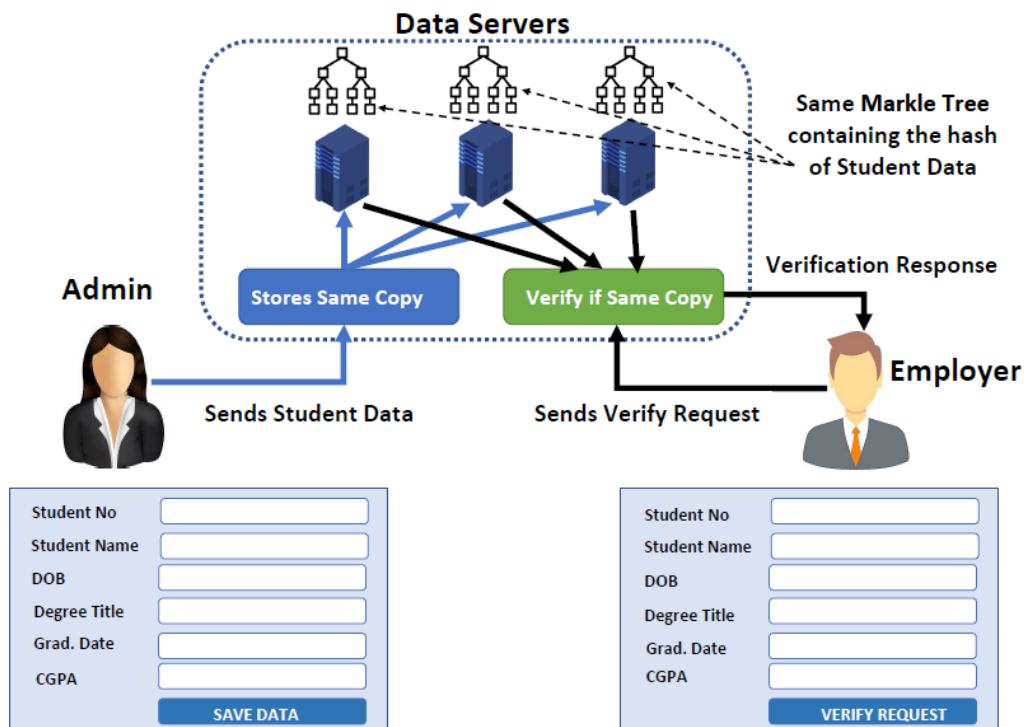 Data Servers
Same Markle Tree
containing the hash
of Student Data
Stores Same Copy
Verify if Same Copy
Verification Response
Admin
Employer
Sends Student Data
Sends Verify Request
Student No
Student Name
DOB
Degree Title
Grad. Date
CGPA
SAVE DATA
Student No
Student Name
DOB
Degree Title
Grad. Date
CGPA
VERIFY REQUEST